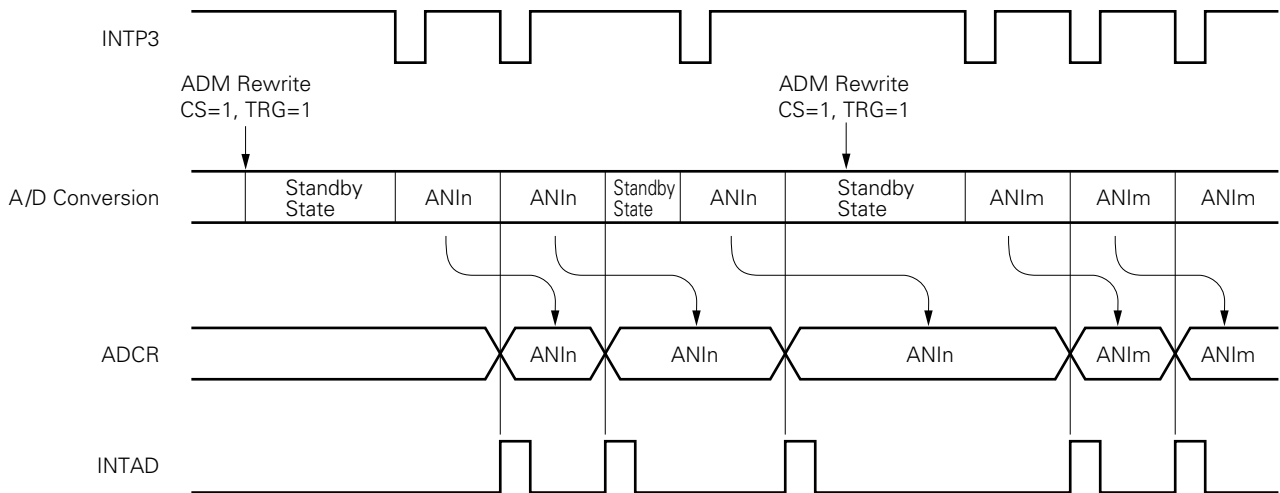 INTP3
ADM Rewrite
CS=1, TRG=1
ADM Rewrite
CS=1, TRG=1
A/D Conversion
Standby
State
ANIn
ANIn
Standby
State
ANIn
Standby
State
ANIm
ANIm
ANIm
ADCR
ANIn
ANIn
ANIn
ANIm
ANIm
INTAD